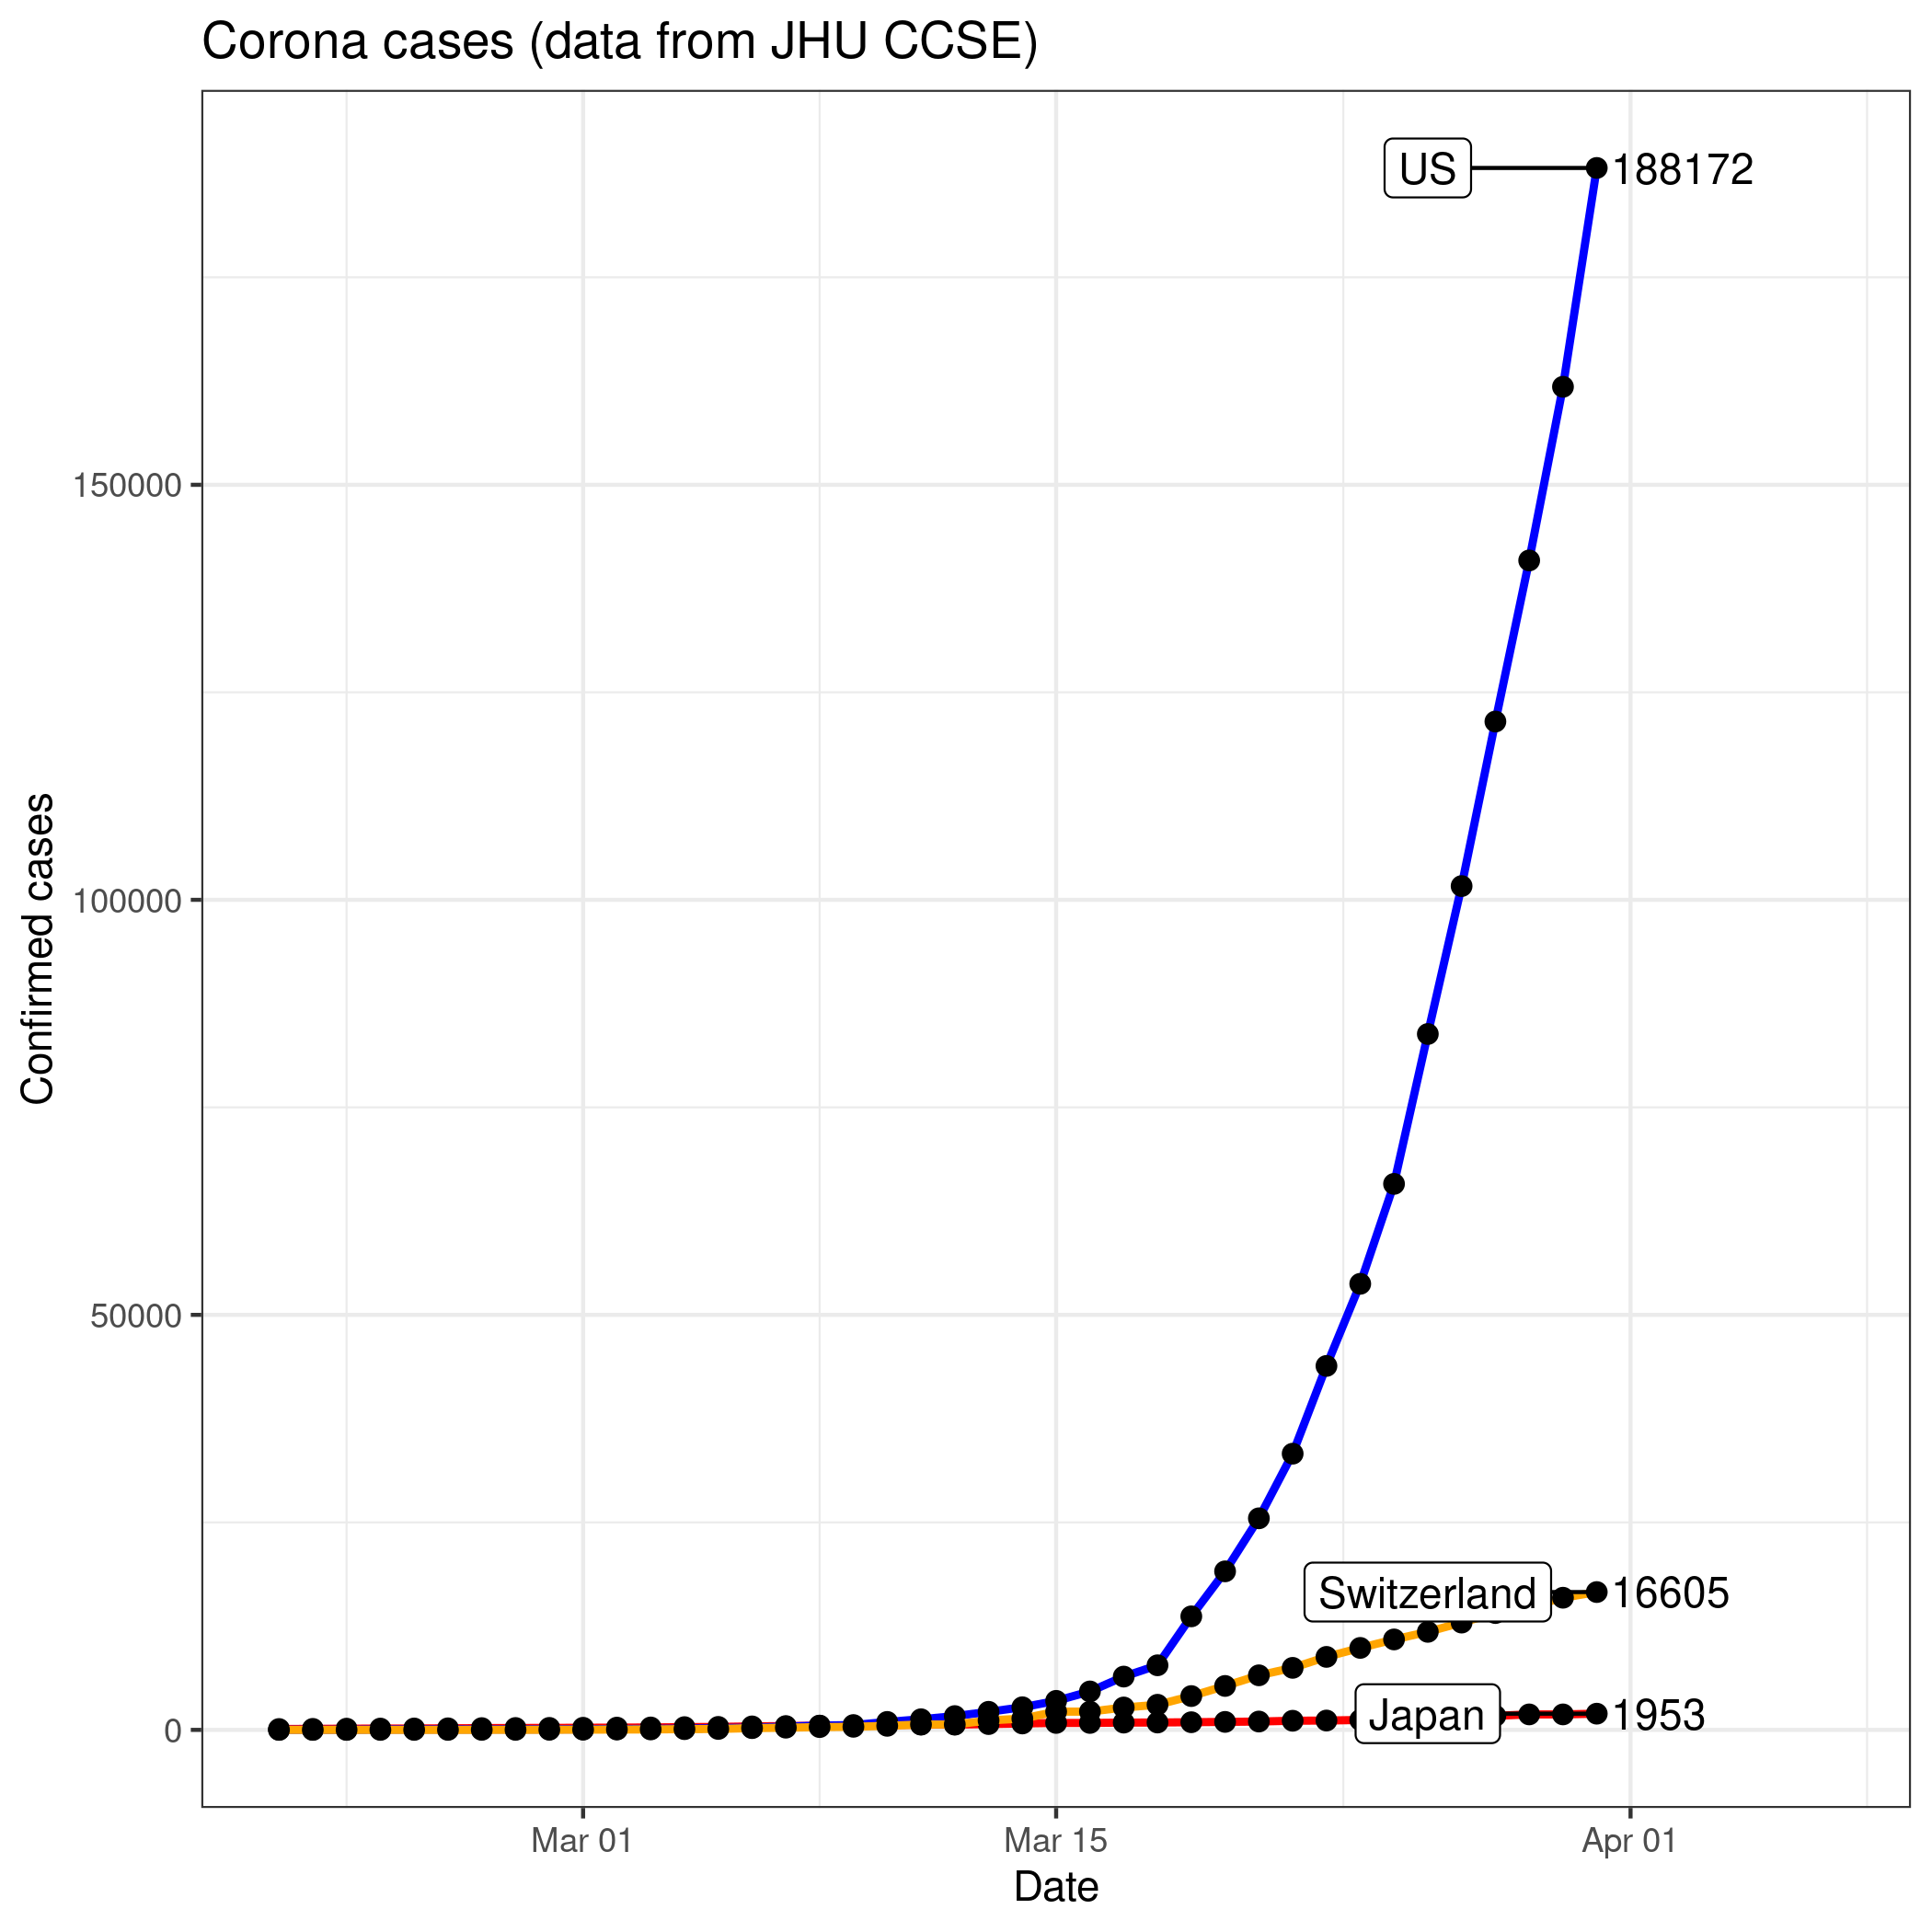 Corona cases (data from JHU CCSE)
US
188172
150000
100000
50000
0
Confirmed cases
Switzerland
16605
Japan
1953
Mar 01
Mar 15
Apr 01
Date